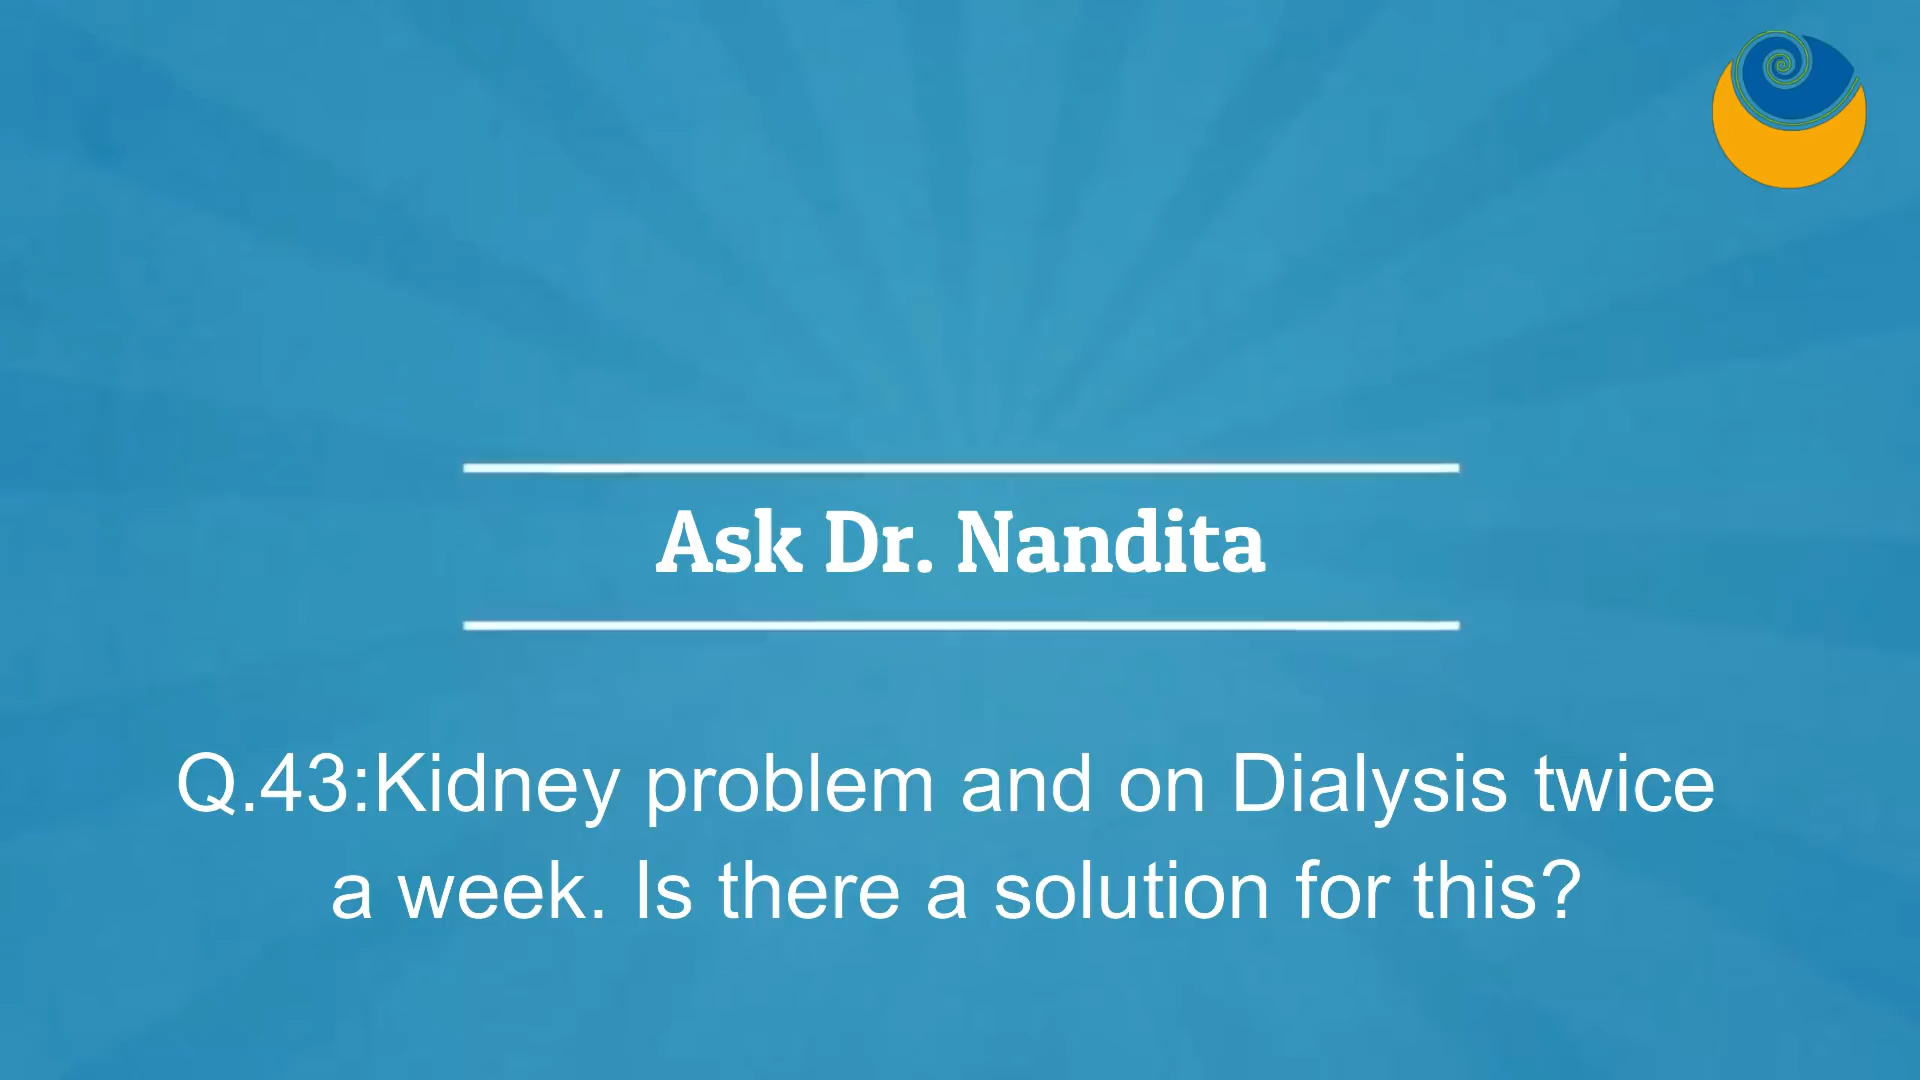 Ask Dr. Nandita
Q.43:Kidney problem and on Dialysis twice
a week. Is there a solution for this?